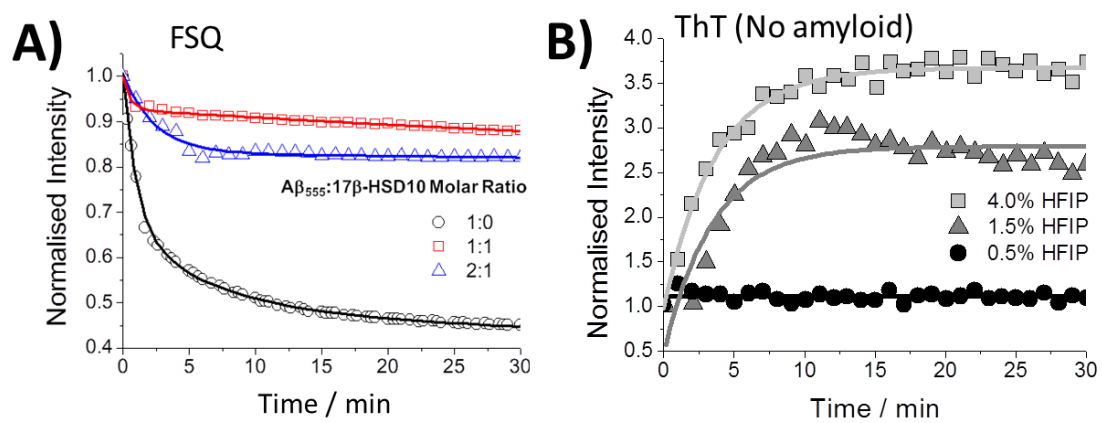 A)
FSQ
Normalised Intensity
1.0
0.9
0.8
0.7
0.6
0.5
0.4
Aβ₅₅₅:17β-HSD10 Molar Ratio
1:0
1:1
2:1
0 5 10 15 20 25 30
Time / min
B)
ThT (No amyloid)
Normalised Intensity
4.0
3.5
3.0
2.5
2.0
1.5
1.0
0.5
4.0% HFIP
1.5% HFIP
0.5% HFIP
0 5 10 15 20 25 30
Time / min